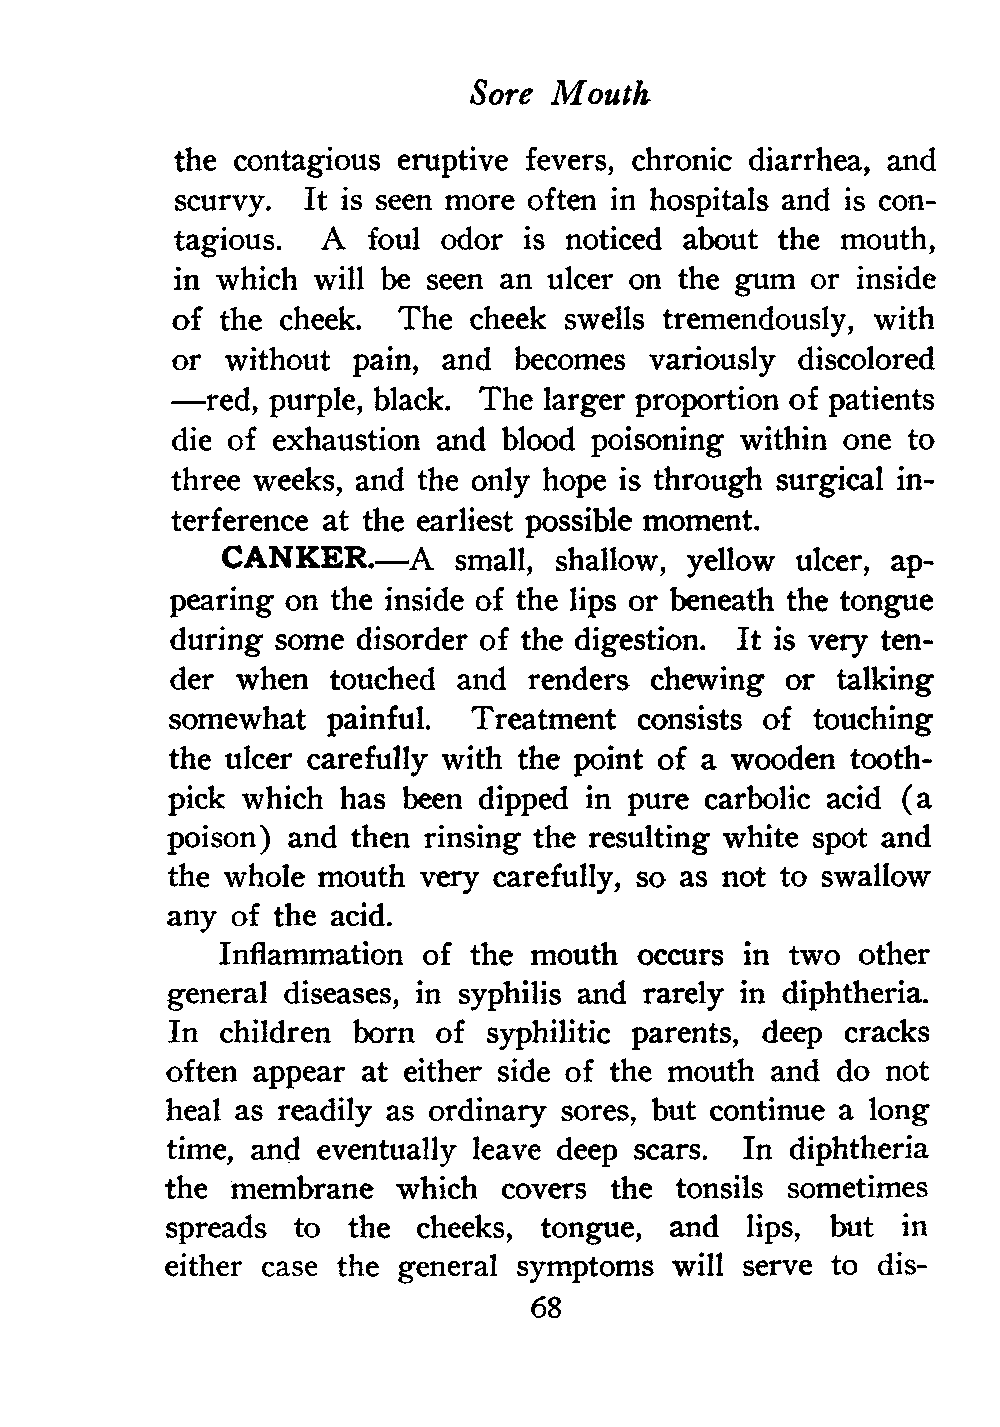 Sore Mouth
the contagious eruptive fevers, chronic diarrhea, and
scurvy. It is seen more often in hospitals and is con-
tagious. A foul odor is noticed about the mouth,
in which will be seen an ulcer on the gum or inside
of the cheek. The cheek swells tremendously, with
or without pain, and becomes variously discolored
—red, purple, black. The larger proportion of patients
die of exhaustion and blood poisoning within one to
three weeks, and the only hope is through surgical in-
terference at the earliest possible moment.
CANKER.—A small, shallow, yellow ulcer, ap-
pearing on the inside of the lips or beneath the tongue
during some disorder of the digestion. It is very ten-
der when touched and renders chewing or talking
somewhat painful. Treatment consists of touching
the ulcer carefully with the point of a wooden tooth-
pick which has been dipped in pure carbolic acid (a
poison) and then rinsing the resulting white spot and
the whole mouth very carefully, so as not to swallow
any of the acid.
Inflammation of the mouth occurs in two other
general diseases, in syphilis and rarely in diphtheria.
In children born of syphilitic parents, deep cracks
often appear at either side of the mouth and do not
heal as readily as ordinary sores, but continue a long
time, and eventually leave deep scars. In diphtheria
the membrane which covers the tonsils sometimes
spreads to the cheeks, tongue, and lips, but in
either case the general symptoms will serve to dis-
68